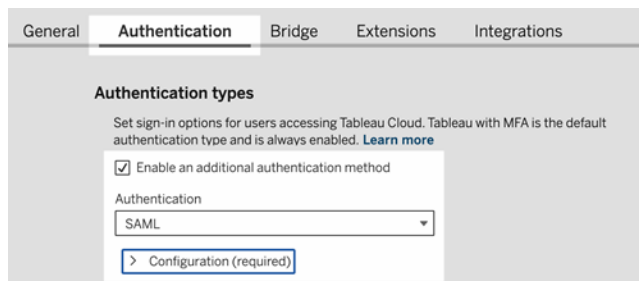 General Authentication Bridge Extensions Integrations
Authentication types
Set sign-in options for users accessing Tableau Cloud. Tableau with MFA is the default
authentication type and is always enabled. Learn more
Enable an additional authentication method
Authentication
SAML
Configuration (required)